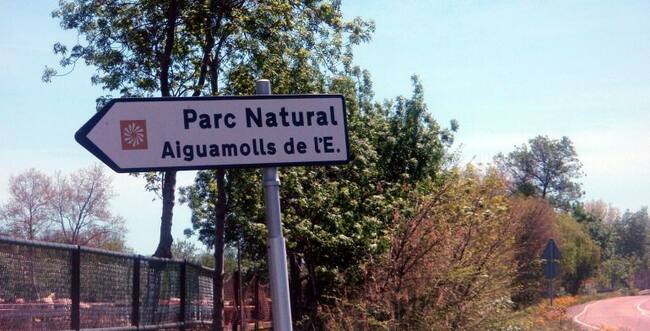 Parc Natural
Aiguamolls de l'E.